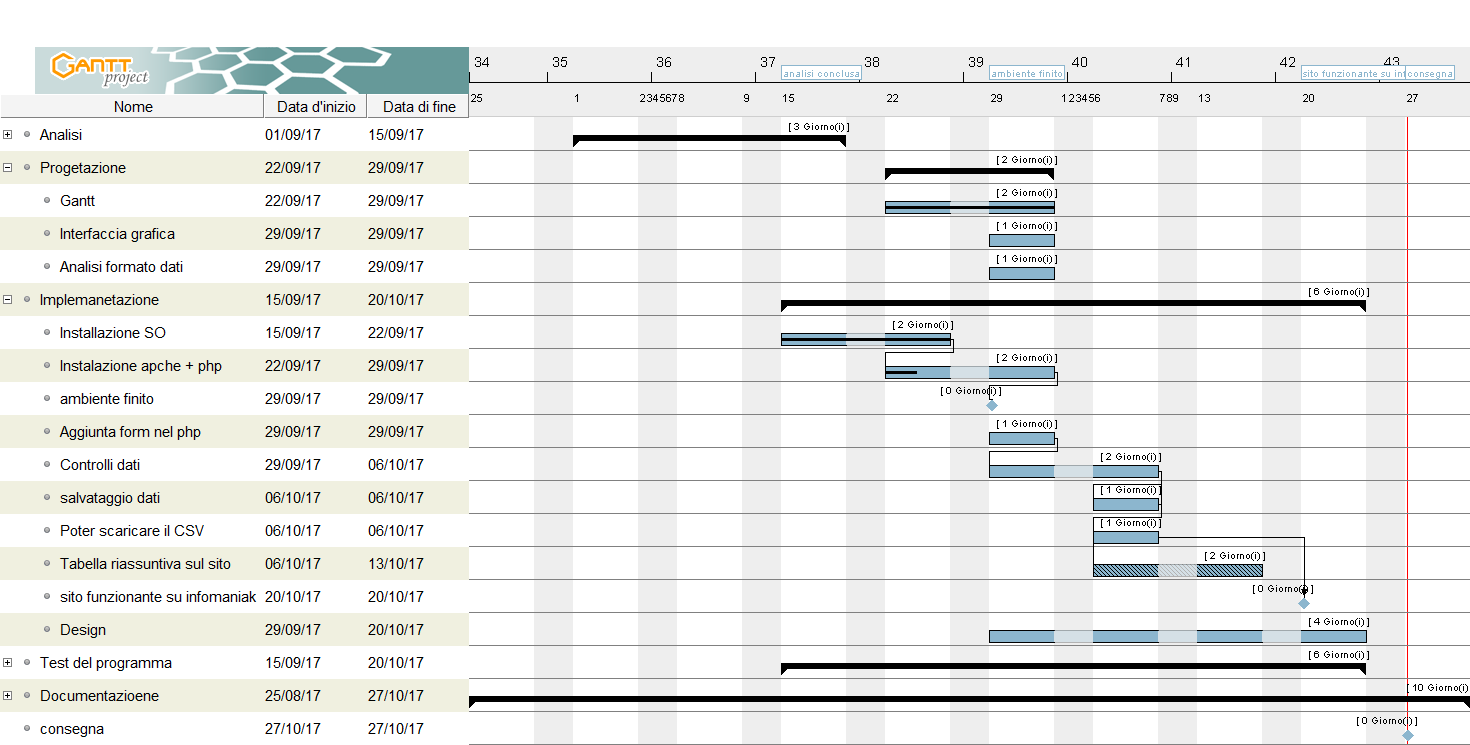 GANTT
project
34 35 36 37 38 39 40 41 42 43
analisi conclusa ambiente finito sito funzionante su in consegna
25 1 2345678 9 15 22 29 123456 789 13 20 27
Nome Data d'inizio Data di fine
Analisi 01/09/17 15/09/17 [ 3 Giorno(i) ]
Progetazione 22/09/17 29/09/17 [ 2 Giorno(i) ]
Gantt 22/09/17 29/09/17 [ 2 Giorno(i) ]
Interfaccia grafica 29/09/17 29/09/17 [ 1 Giorno(i) ]
Analisi formato dati 29/09/17 29/09/17 [ 1 Giorno(i) ]
Implemanetazione 15/09/17 20/10/17 [ 6 Giorno(i) ]
Installazione SO 15/09/17 22/09/17 [ 2 Giorno(i) ]
Instalazione apche + php 22/09/17 29/09/17 [ 2 Giorno(i) ]
ambiente finito 29/09/17 29/09/17 [ 0 Giorno(i) ]
Aggiunta form nel php 29/09/17 29/09/17 [ 1 Giorno(i) ]
Controlli dati 29/09/17 06/10/17 [ 2 Giorno(i) ]
salvataggio dati 06/10/17 06/10/17 [ 1 Giorno(i) ]
Poter scaricare il CSV 06/10/17 06/10/17 [ 1 Giorno(i) ]
Tabella riassuntiva sul sito 06/10/17 13/10/17 [ 2 Giorno(i) ]
sito funzionante su infomaniak 20/10/17 20/10/17 [ 0 Giorno(i) ]
Design 29/09/17 20/10/17 [ 4 Giorno(i) ]
Test del programma 15/09/17 20/10/17 [ 6 Giorno(i) ]
Documentazioene 25/08/17 27/10/17 [ 10 Giorno(i)
consegna 27/10/17 27/10/17 [ 0 Giorno(i) ]